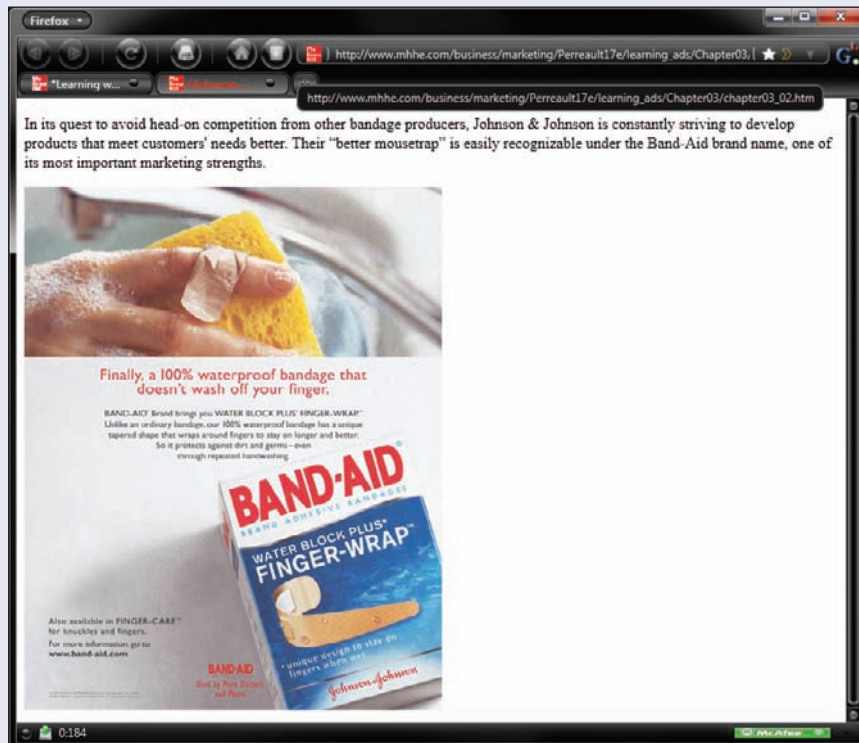 Firefox
http://www.mhhe.com/business/marketing/Perreault17e/learning_ads/Chapter03/
*Learning w...
http://www.mhhe.com/business/marketing/Perreault17e/learning_ads/Chapter03/chapter03_02.htm
In its quest to avoid head-on competition from other bandage producers, Johnson & Johnson is constantly striving to develop
products that meet customers' needs better. Their “better mousetrap” is easily recognizable under the Band-Aid brand name, one of
its most important marketing strengths.
Finally, a 100% waterproof bandage that
doesn't wash off your finger.
BAND-AID® Brand brings you WATER BLOCK PLUS® FINGER-WRAP™
Unlike an ordinary bandage, our 100% waterproof bandage has a unique
tapered shape that wraps around fingers to stay on longer and better.
So it protects against dirt and germs – even
through repeated handwashing.
BAND-AID®
BRAND ADHESIVE BANDAGES
WATER BLOCK PLUS*
FINGER-WRAP™
Also available in FINGER-CARE™
for knuckles and fingers.
For more information, go to:
www.band-aid.com
* unique design to stay on
fingers when wet
BAND-AID
Used by More Doctors
and Moms
Johnson & Johnson
0:184
McAfee